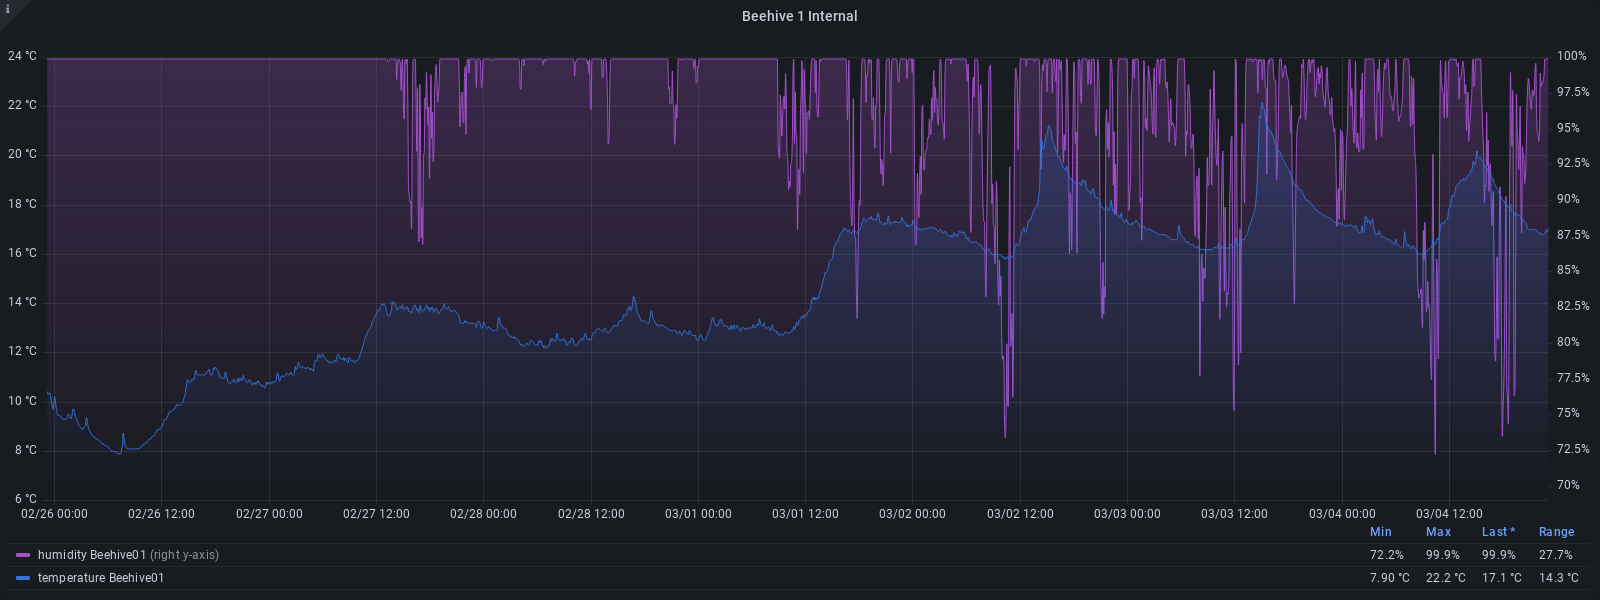 i
Beehive 1 Internal
24 °C
22 °C
20 °C
18 °C
16 °C
14 °C
12 °C
10 °C
8 °C
6 °C
100%
97.5%
95%
92.5%
90%
87.5%
85%
82.5%
80%
77.5%
75%
72.5%
70%
02/26 00:00 02/26 12:00 02/27 00:00 02/27 12:00 02/28 00:00 02/28 12:00 03/01 00:00 03/01 12:00 03/02 00:00 03/02 12:00 03/03 00:00 03/03 12:00 03/04 00:00 03/04 12:00
Min Max Last * Range
humidity Beehive01 (right y-axis) 72.2% 99.9% 99.9% 27.7%
temperature Beehive01 7.90 °C 22.2 °C 17.1 °C 14.3 °C